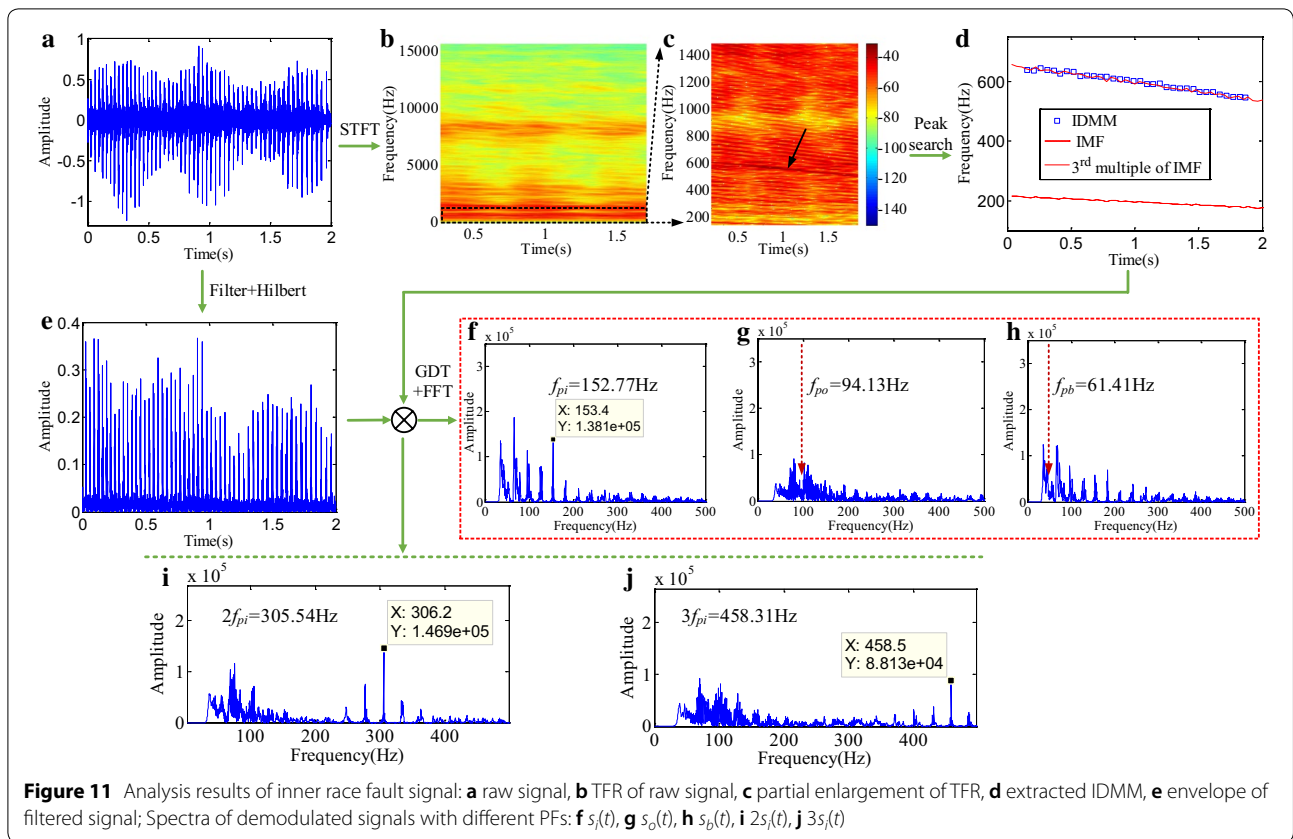 a
1
0.5
0
-0.5
-1
Amplitude
0 0.5 1 1.5 2
Time(s)
STFT
b
15000
10000
5000
0
Frequency(Hz)
0.5 1 1.5
Time(s)
c
1400
1200
1000
800
600
400
200
Frequency(Hz)
0.5 1 1.5
Time(s)
-40
-60
-80
-100
-120
-140
Peak
search
d
600
400
200
Frequency(Hz)
IDMM
IMF
3rd multiple of IMF
0 0.5 1 1.5 2
Time(s)
Filter+Hilbert
e
0.4
0.3
0.2
0.1
0
Amplitude
0 0.5 1 1.5 2
Time(s)
GDT
+FFT
f
x 10^5
3
2
1
0
Amplitude
fpi=152.77Hz
X: 153.4
Y: 1.381e+05
0 100 200 300 400 500
Frequency(Hz)
g
x 10^5
3
2
1
0
Amplitude
fpo=94.13Hz
0 100 200 300 400 500
Frequency(Hz)
h
x 10^5
3
2
1
0
Amplitude
fpb=61.41Hz
0 100 200 300 400 500
Frequency(Hz)
i
x 10^5
2
1
0
Amplitude
2fpi=305.54Hz
X: 306.2
Y: 1.469e+05
100 200 300 400
Frequency(Hz)
j
x 10^5
2
1
0
Amplitude
3fpi=458.31Hz
X: 458.5
Y: 8.813e+04
0 100 200 300 400
Frequency(Hz)
Figure 11 Analysis results of inner race fault signal: a raw signal, b TFR of raw signal, c partial enlargement of TFR, d extracted IDMM, e envelope of
filtered signal; Spectra of demodulated signals with different PFs: f si(t), g so(t), h sb(t), i 2si(t), j 3si(t)